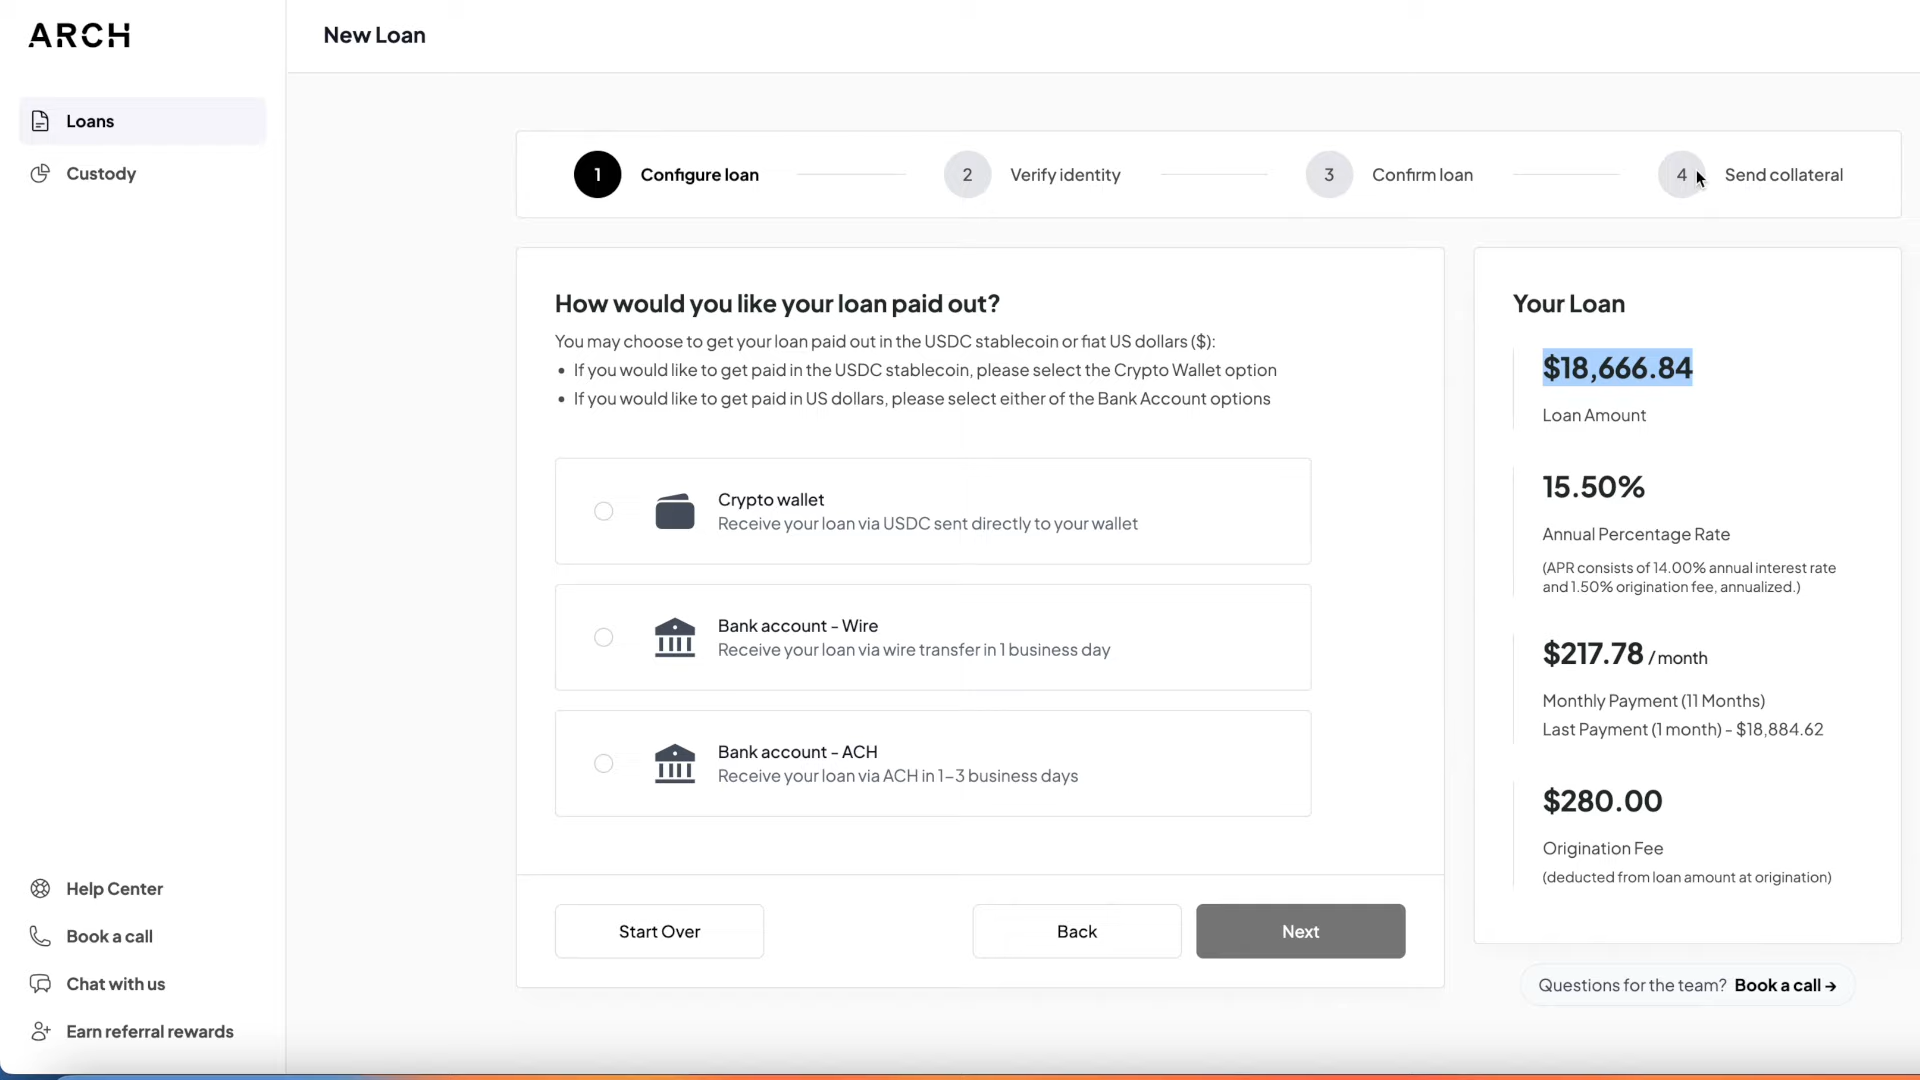 ARCH
New Loan
Loans
Custody
1 Configure loan 2 Verify identity 3 Confirm loan 4 Send collateral
How would you like your loan paid out?
You may choose to get your loan paid out in the USDC stablecoin or fiat US dollars ($):
• If you would like to get paid in the USDC stablecoin, please select the Crypto Wallet option
• If you would like to get paid in US dollars, please select either of the Bank Account options
Crypto wallet
Receive your loan via USDC sent directly to your wallet
Bank account - Wire
Receive your loan via wire transfer in 1 business day
Bank account - ACH
Receive your loan via ACH in 1–3 business days
Start Over
Back
Next
Your Loan
$18,666.84
Loan Amount
15.50%
Annual Percentage Rate
(APR consists of 14.00% annual interest rate
and 1.50% origination fee, annualized.)
$217.78 / month
Monthly Payment (11 Months)
Last Payment (1 month) - $18,884.62
$280.00
Origination Fee
(deducted from loan amount at origination)
Questions for the team? Book a call →
Help Center
Book a call
Chat with us
Earn referral rewards